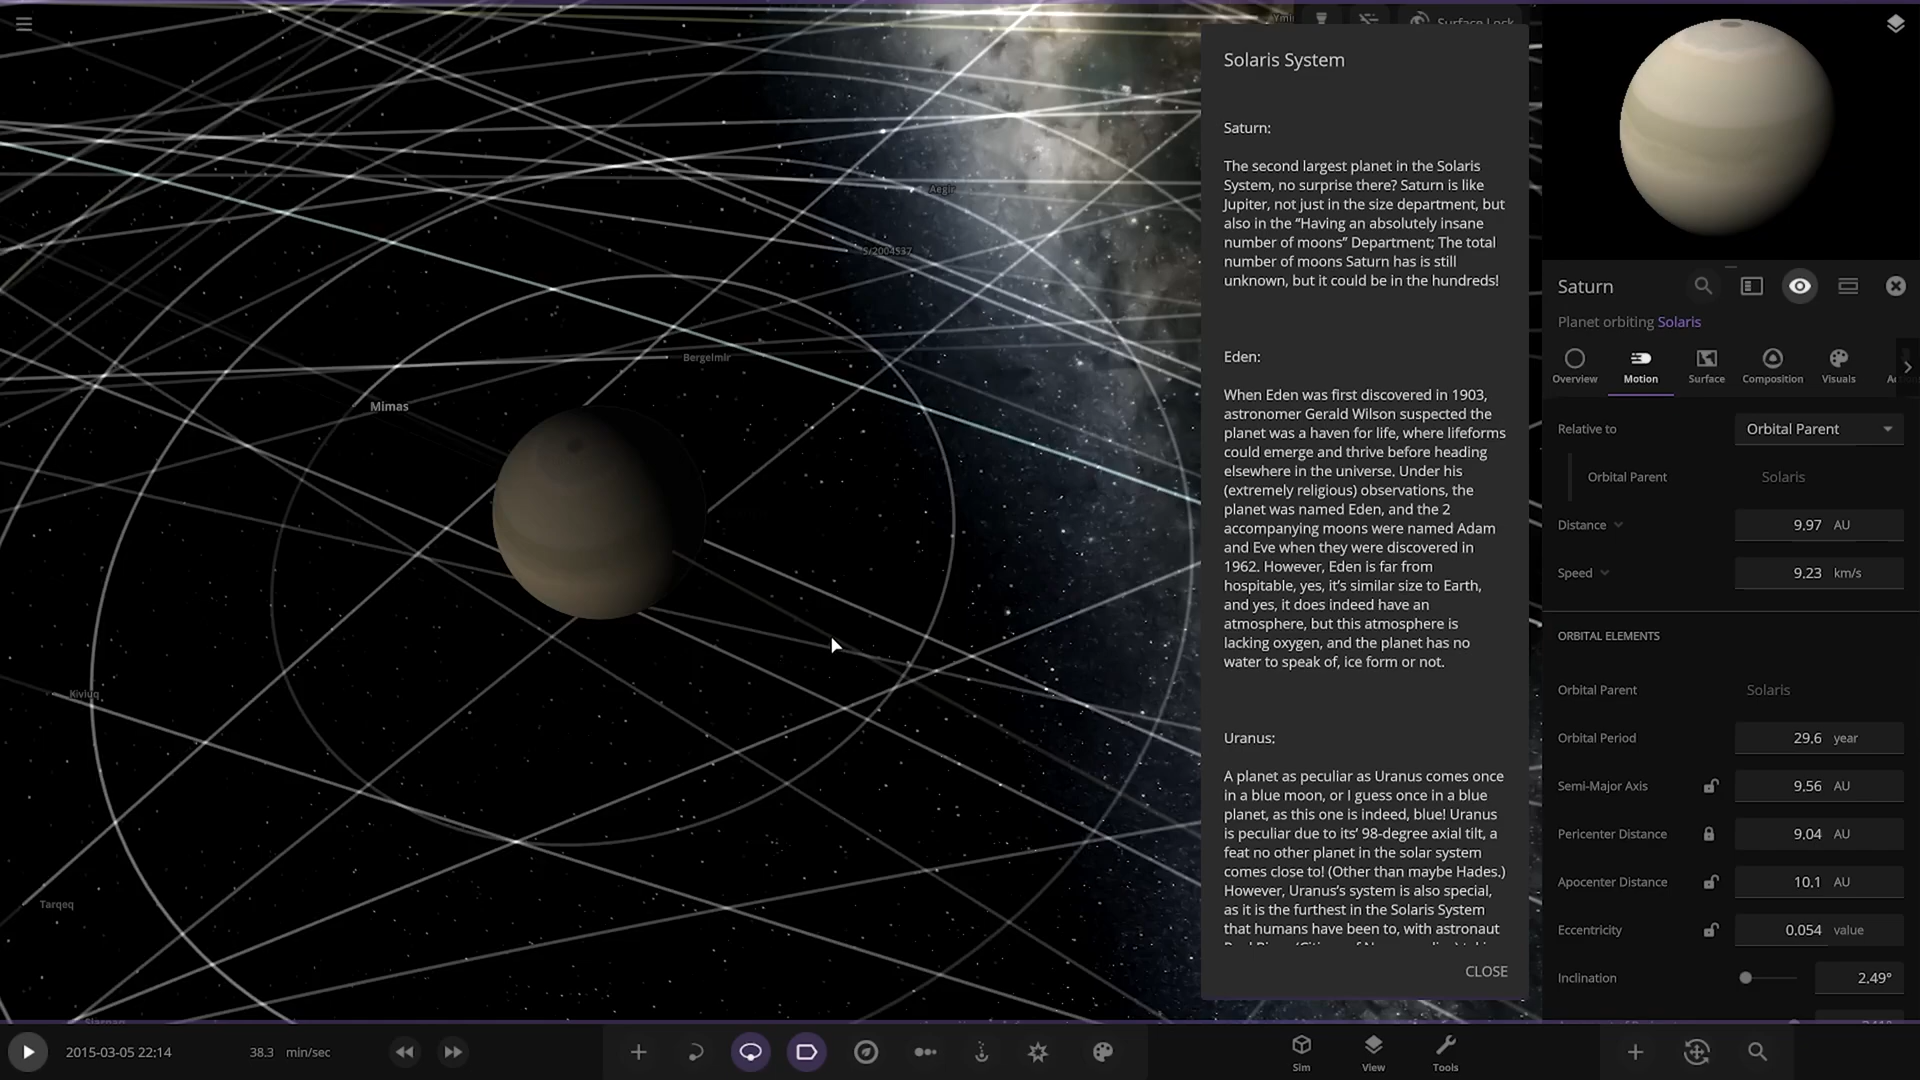 Ymi
Surface Lock
Aegir
S/2004S37
Bergelmir
Mimas
Kiviuq
Tarqeq
Solaris System
Saturn:
The second largest planet in the Solaris
System, no surprise there? Saturn is like
Jupiter, not just in the size department, but
also in the “Having an absolutely insane
number of moons” Department; The total
number of moons Saturn has is still
unknown, but it could be in the hundreds!
Eden:
When Eden was first discovered in 1903,
astronomer Gerald Wilson suspected the
planet was a haven for life, where lifeforms
could emerge and thrive before heading
elsewhere in the universe. Under his
(extremely religious) observations, the
planet was named Eden, and the 2
accompanying moons were named Adam
and Eve when they were discovered in
1962. However, Eden is far from
hospitable, yes, it’s similar size to Earth,
and yes, it does indeed have an
atmosphere, but this atmosphere is
lacking oxygen, and the planet has no
water to speak of, ice form or not.
Uranus:
A planet as peculiar as Uranus comes once
in a blue moon, or I guess once in a blue
planet, as this one is indeed, blue! Uranus
is peculiar due to its’ 98-degree axial tilt, a
feat no other planet in the solar system
comes close to! (Other than maybe Hades.)
However, Uranus’s system is also special,
as it is the furthest in the Solaris System
that humans have been to, with astronaut
CLOSE
Saturn
Planet orbiting Solaris
Overview Motion Surface Composition Visuals
Relative to Orbital Parent
Orbital Parent Solaris
Distance 9.97 AU
Speed 9.23 km/s
ORBITAL ELEMENTS
Orbital Parent Solaris
Orbital Period 29.6 year
Semi-Major Axis 9.56 AU
Pericenter Distance 9.04 AU
Apocenter Distance 10.1 AU
Eccentricity 0.054 value
Inclination 2.49°
2015-03-05 22:14 38.3 min/sec
Sim View Tools